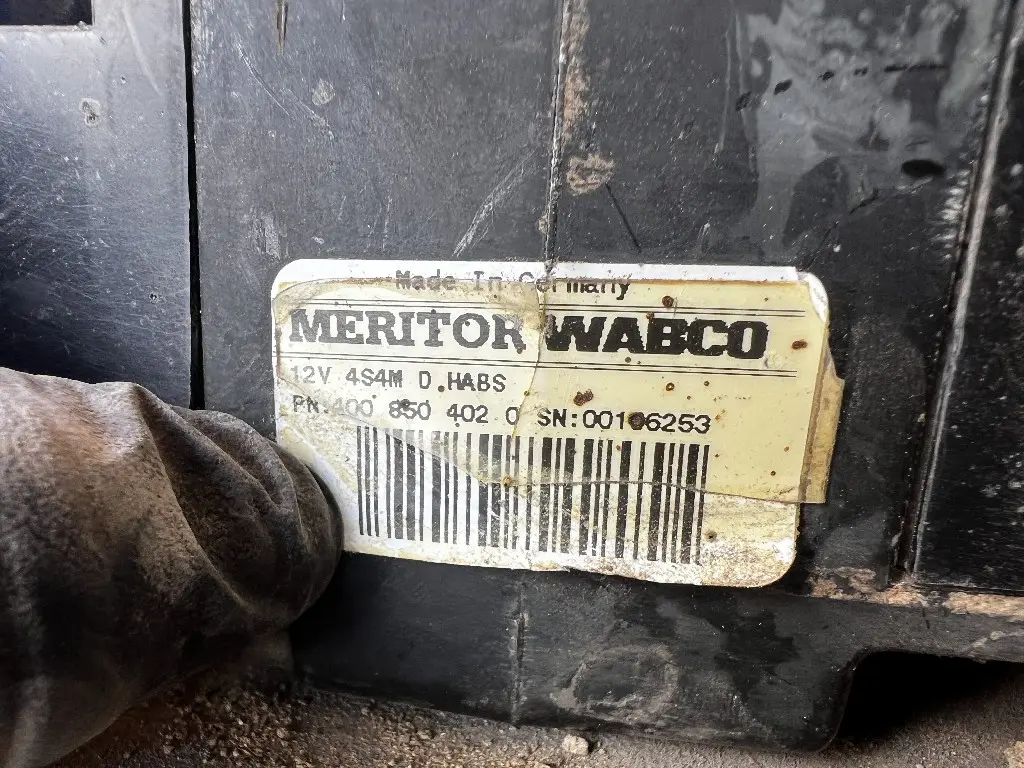 Made In Germany
MERITOR WABCO
12V 4S4M D.HABS
PN:400 850 402 0 SN:00106253